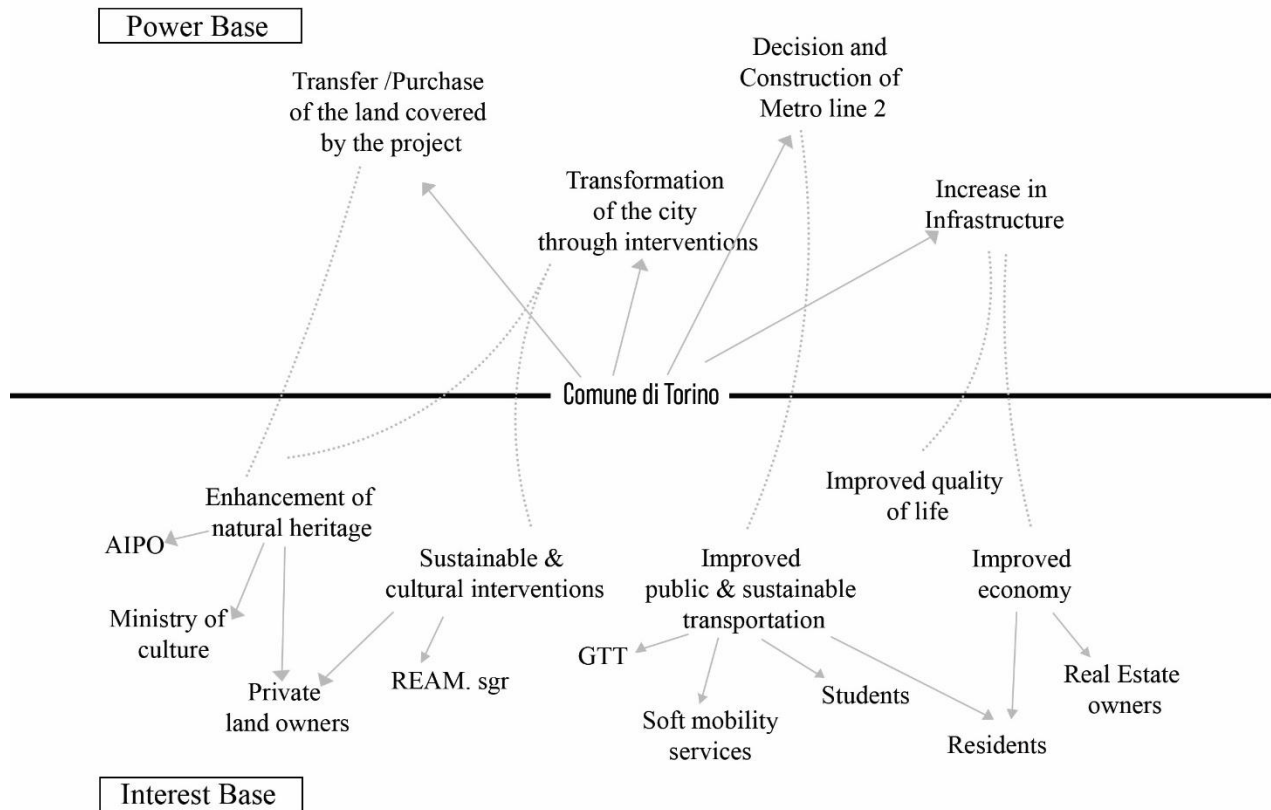 Power Base
Transfer /Purchase
of the land covered
by the project
Decision and
Construction of
Metro line 2
Transformation
of the city
through interventions
Increase in
Infrastructure
Comune di Torino
Enhancement of
natural heritage
AIPO
Ministry of
culture
Private
land owners
Sustainable &
cultural interventions
REAM. sgr
Improved
public & sustainable
transportation
GTT
Soft mobility
services
Students
Improved quality
of life
Improved
economy
Real Estate
owners
Residents
Interest Base